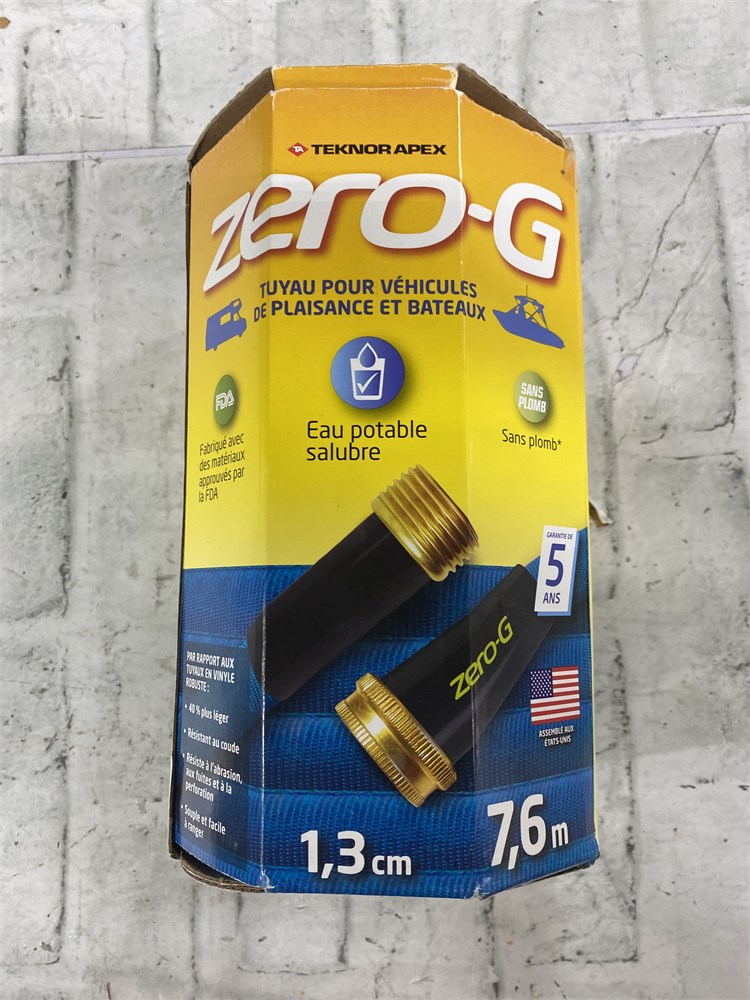 TA TEKNOR APEX
zero-G
TUYAU POUR VÉHICULES
DE PLAISANCE ET BATEAUX
FDA
Fabriqué avec
des matériaux
approuvés par
la FDA
Eau potable
salubre
SANS
PLOMB
Sans plomb*
GARANTIE DE
5
ANS
zero-G
PAR RAPPORT AUX
TUYAUX EN VINYLE
ROBUSTE :
• 40 % plus léger
• Résistant au coude
• Résiste à l'abrasion,
aux fuites et à la
perforation
• Souple et facile
à ranger
ASSEMBLÉ AUX
ÉTATS-UNIS
1,3 cm
7,6 m